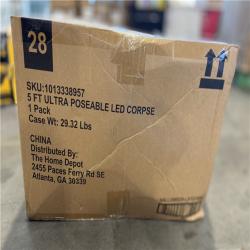 28
SKU:1013338957
5 FT ULTRA POSEABLE LED CORPSE
1 Pack
Case Wt: 29.32 Lbs
CHINA
Distributed By:
The Home Depot
2455 Paces Ferry Rd SE
Atlanta, GA 30339